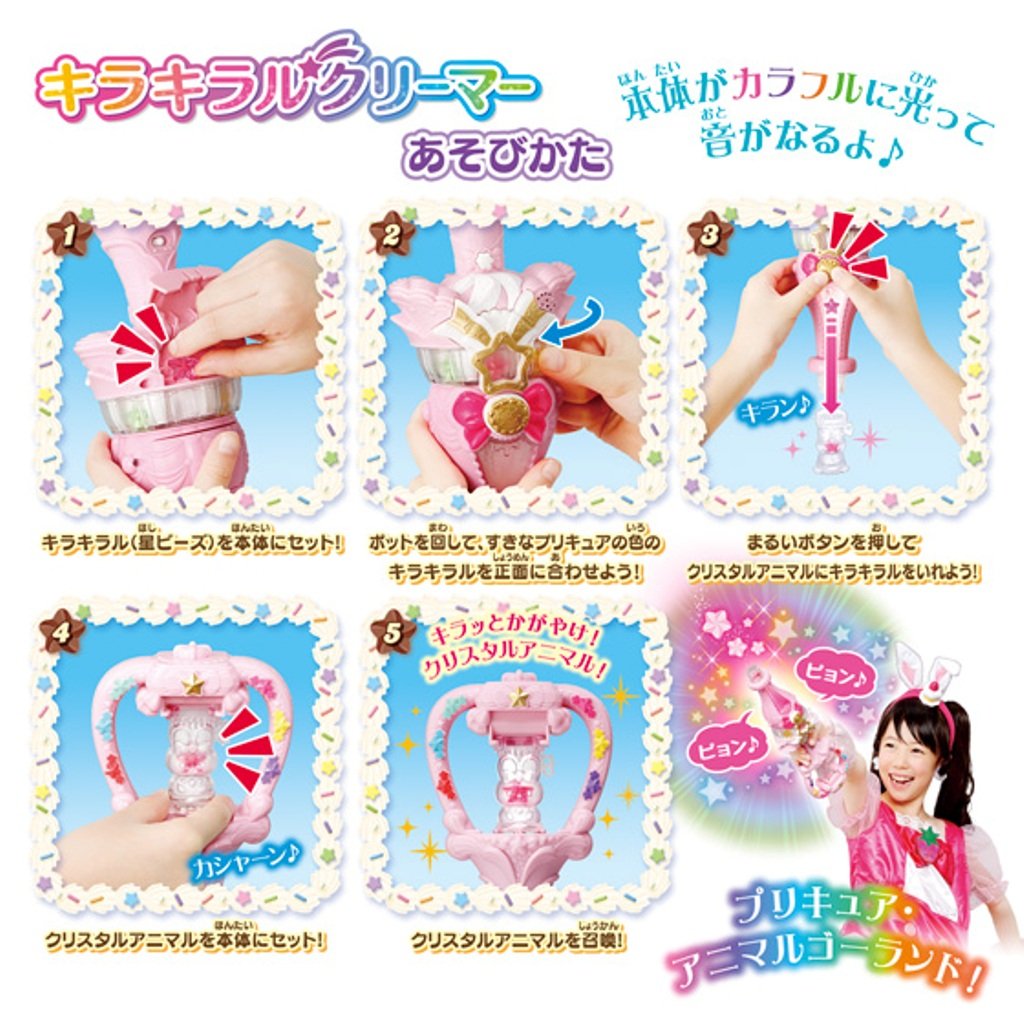 キラキラル★クリーマー
あそびかた
本体がカラフルに光って
音がなるよ♪
1
キラキラル(星ビーズ)を本体にセット!
2
ポットを回して、すきなプリキュアの色の
キラキラルを正面に合わせよう!
3
キラン♪
まるいボタンを押して
クリスタルアニマルにキラキラルをいれよう!
4
カシャーン♪
クリスタルアニマルを本体にセット!
5
キラッとかがやけ!
クリスタルアニマル!
クリスタルアニマルを召喚!
ピョン♪
ピョン♪
プリキュア・
アニマルゴーランド!